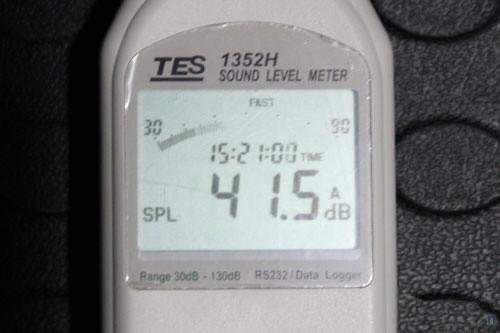 TES 1352H
SOUND LEVEL METER
FAST
30 90
15:21:00 TIME
SPL 41.5 A dB
Range 30dB - 130dB RS232/Data Logger